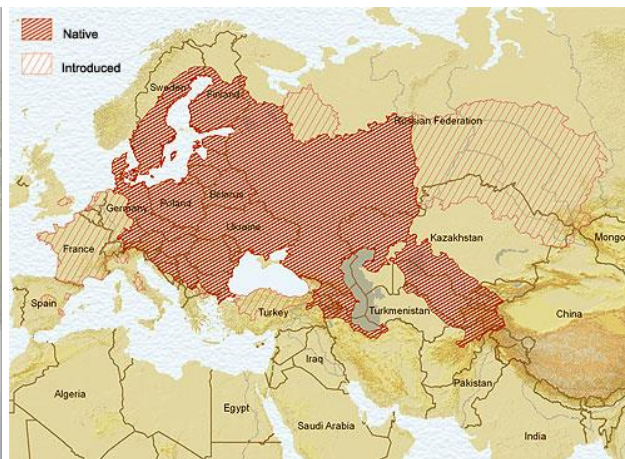 Native
Introduced
Sweden
Finland
Russian Federation
Germany
Poland
Belarus
Ukraine
France
Kazakhstan
Mongo
Spain
Turkey
Turkmenistan
China
Iraq
Algeria
Egypt
Pakistan
Saudi Arabia
India